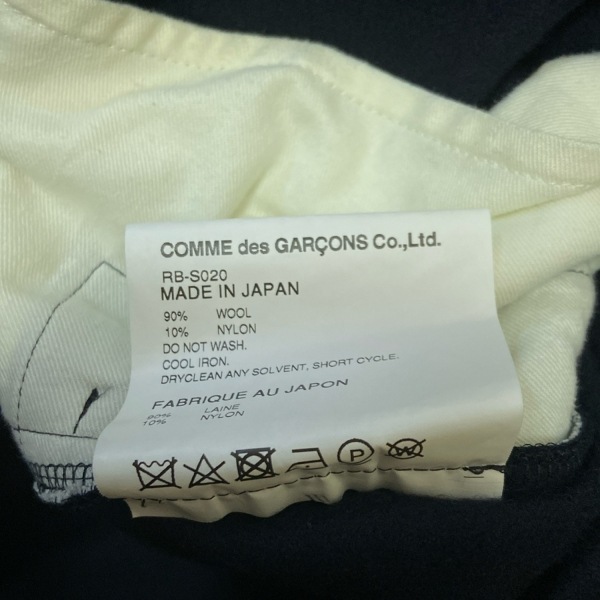 COMME des GARÇONS Co.,Ltd.
RB-S020
MADE IN JAPAN
90% WOOL
10% NYLON
DO NOT WASH.
COOL IRON.
DRYCLEAN ANY SOLVENT, SHORT CYCLE.
FABRIQUE AU JAPON
90% LAINE
10% NYLON
P
W